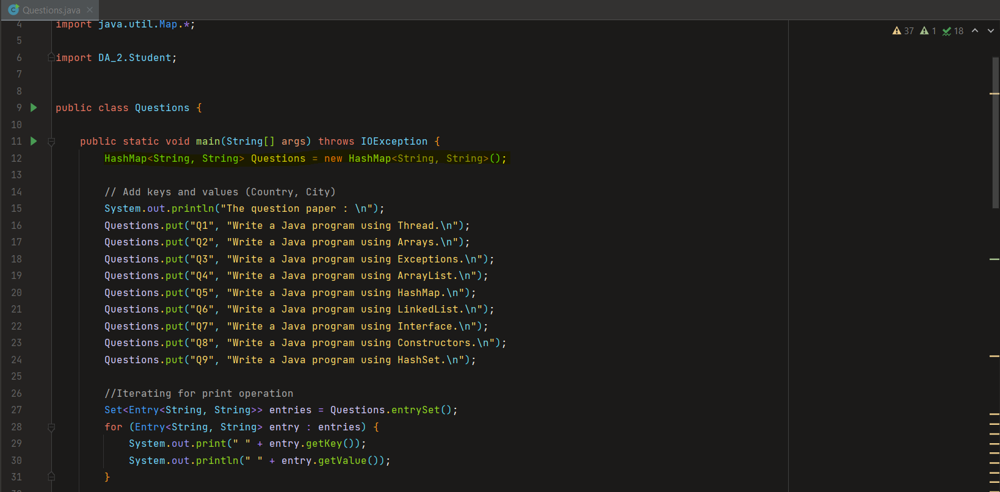 Questions.java
37 1 18
4 import java.util.Map.*;
5
6 import DA_2.Student;
7
8
9 public class Questions {
10
11 public static void main(String[] args) throws IOException {
12 HashMap<String, String> Questions = new HashMap<String, String>();
13
14 // Add keys and values (Country, City)
15 System.out.println("The question paper : \n");
16 Questions.put("Q1", "Write a Java program using Thread.\n");
17 Questions.put("Q2", "Write a Java program using Arrays.\n");
18 Questions.put("Q3", "Write a Java program using Exceptions.\n");
19 Questions.put("Q4", "Write a Java program using ArrayList.\n");
20 Questions.put("Q5", "Write a Java program using HashMap.\n");
21 Questions.put("Q6", "Write a Java program using LinkedList.\n");
22 Questions.put("Q7", "Write a Java program using Interface.\n");
23 Questions.put("Q8", "Write a Java program using Constructors.\n");
24 Questions.put("Q9", "Write a Java program using HashSet.\n");
25
26 //Iterating for print operation
27 Set<Entry<String, String>> entries = Questions.entrySet();
28 for (Entry<String, String> entry : entries) {
29 System.out.print(" " + entry.getKey());
30 System.out.println(" " + entry.getValue());
31 }